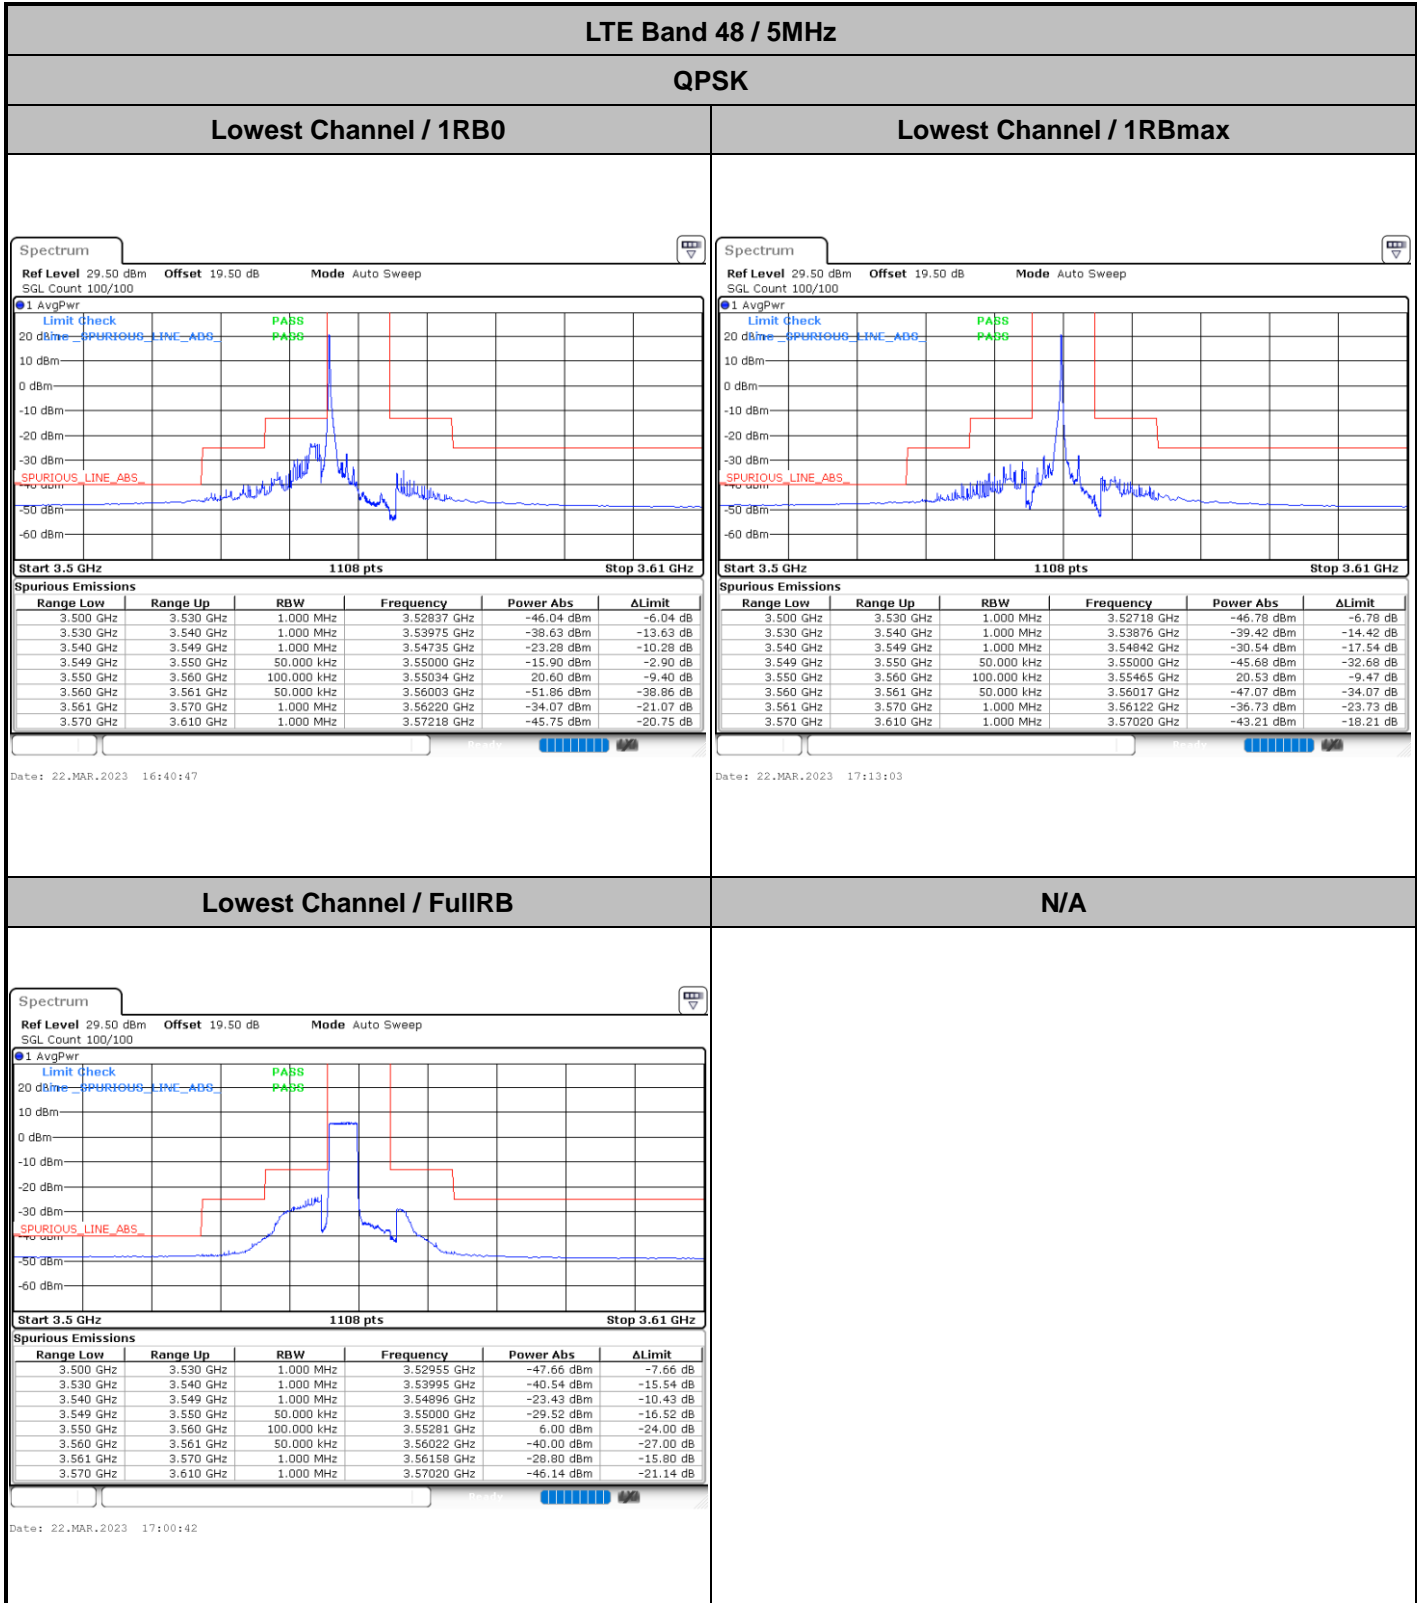 LTE Band 48 / 5MHz
QPSK
Lowest Channel / 1RB0
Lowest Channel / 1RBmax
Spectrum
Ref Level 29.50 dBm Offset 19.50 dB Mode Auto Sweep
SGL Count 100/100
1 AvgPwr
Limit Check PASS
Line _SPURIOUS_LINE_ABS_ PASS
20 dBm
10 dBm
0 dBm
-10 dBm
-20 dBm
-30 dBm
_SPURIOUS_LINE_ABS_
-40 dBm
-50 dBm
-60 dBm
Start 3.5 GHz 1108 pts Stop 3.61 GHz
Spurious Emissions
Range Low Range Up RBW Frequency Power Abs ΔLimit
3.500 GHz 3.530 GHz 1.000 MHz 3.52837 GHz -46.04 dBm -6.04 dB
3.530 GHz 3.540 GHz 1.000 MHz 3.53975 GHz -38.63 dBm -13.63 dB
3.540 GHz 3.549 GHz 1.000 MHz 3.54735 GHz -23.28 dBm -10.28 dB
3.549 GHz 3.550 GHz 50.000 kHz 3.55000 GHz -15.90 dBm -2.90 dB
3.550 GHz 3.560 GHz 100.000 kHz 3.55034 GHz 20.60 dBm -9.40 dB
3.560 GHz 3.561 GHz 50.000 kHz 3.56003 GHz -51.86 dBm -38.86 dB
3.561 GHz 3.570 GHz 1.000 MHz 3.56220 GHz -34.07 dBm -21.07 dB
3.570 GHz 3.610 GHz 1.000 MHz 3.57218 GHz -45.75 dBm -20.75 dB
Ready
Date: 22.MAR.2023 16:40:47
Spectrum
Ref Level 29.50 dBm Offset 19.50 dB Mode Auto Sweep
SGL Count 100/100
1 AvgPwr
Limit Check PASS
Line _SPURIOUS_LINE_ABS_ PASS
20 dBm
10 dBm
0 dBm
-10 dBm
-20 dBm
-30 dBm
_SPURIOUS_LINE_ABS_
-40 dBm
-50 dBm
-60 dBm
Start 3.5 GHz 1108 pts Stop 3.61 GHz
Spurious Emissions
Range Low Range Up RBW Frequency Power Abs ΔLimit
3.500 GHz 3.530 GHz 1.000 MHz 3.52718 GHz -46.78 dBm -6.78 dB
3.530 GHz 3.540 GHz 1.000 MHz 3.53876 GHz -39.42 dBm -14.42 dB
3.540 GHz 3.549 GHz 1.000 MHz 3.54842 GHz -30.54 dBm -17.54 dB
3.549 GHz 3.550 GHz 50.000 kHz 3.55000 GHz -45.68 dBm -32.68 dB
3.550 GHz 3.560 GHz 100.000 kHz 3.55465 GHz 20.53 dBm -9.47 dB
3.560 GHz 3.561 GHz 50.000 kHz 3.56017 GHz -47.07 dBm -34.07 dB
3.561 GHz 3.570 GHz 1.000 MHz 3.56122 GHz -36.73 dBm -23.73 dB
3.570 GHz 3.610 GHz 1.000 MHz 3.57020 GHz -43.21 dBm -18.21 dB
Ready
Date: 22.MAR.2023 17:13:03
Lowest Channel / FullRB
N/A
Spectrum
Ref Level 29.50 dBm Offset 19.50 dB Mode Auto Sweep
SGL Count 100/100
1 AvgPwr
Limit Check PASS
Line _SPURIOUS_LINE_ABS_ PASS
20 dBm
10 dBm
0 dBm
-10 dBm
-20 dBm
-30 dBm
_SPURIOUS_LINE_ABS_
-40 dBm
-50 dBm
-60 dBm
Start 3.5 GHz 1108 pts Stop 3.61 GHz
Spurious Emissions
Range Low Range Up RBW Frequency Power Abs ΔLimit
3.500 GHz 3.530 GHz 1.000 MHz 3.52955 GHz -47.66 dBm -7.66 dB
3.530 GHz 3.540 GHz 1.000 MHz 3.53995 GHz -40.54 dBm -15.54 dB
3.540 GHz 3.549 GHz 1.000 MHz 3.54896 GHz -23.43 dBm -10.43 dB
3.549 GHz 3.550 GHz 50.000 kHz 3.55000 GHz -29.52 dBm -16.52 dB
3.550 GHz 3.560 GHz 100.000 kHz 3.55281 GHz 6.00 dBm -24.00 dB
3.560 GHz 3.561 GHz 50.000 kHz 3.56022 GHz -40.00 dBm -27.00 dB
3.561 GHz 3.570 GHz 1.000 MHz 3.56158 GHz -28.80 dBm -15.80 dB
3.570 GHz 3.610 GHz 1.000 MHz 3.57020 GHz -46.14 dBm -21.14 dB
Ready
Date: 22.MAR.2023 17:00:42